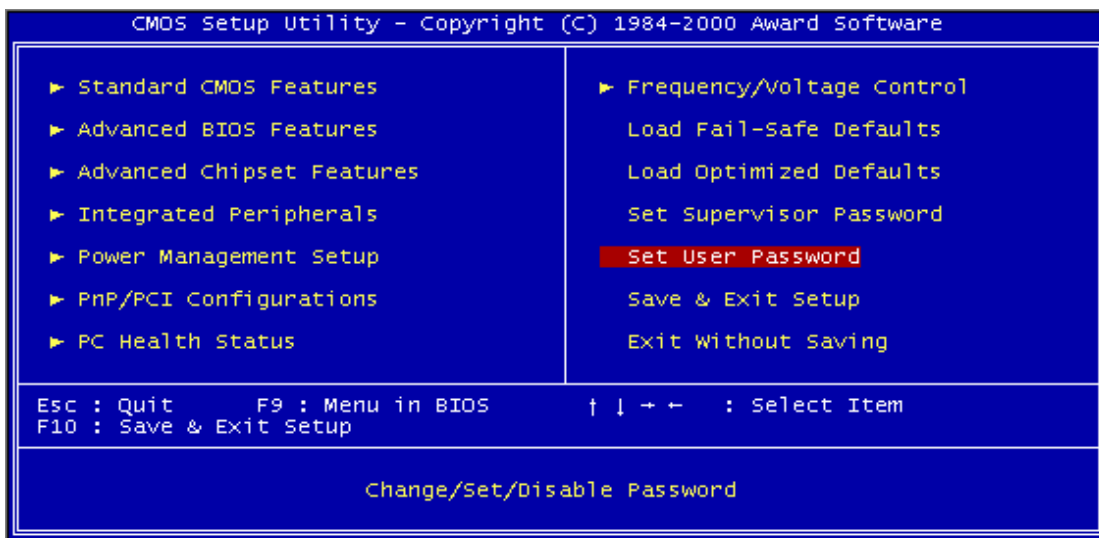 CMOS Setup Utility - Copyright (C) 1984-2000 Award Software
► Standard CMOS Features
► Advanced BIOS Features
► Advanced Chipset Features
► Integrated Peripherals
► Power Management Setup
► PnP/PCI Configurations
► PC Health Status
► Frequency/Voltage Control
Load Fail-Safe Defaults
Load Optimized Defaults
Set Supervisor Password
Set User Password
Save & Exit Setup
Exit Without Saving
Esc : Quit F9 : Menu in BIOS ↑ ↓ → ← : Select Item
F10 : Save & Exit Setup
Change/Set/Disable Password